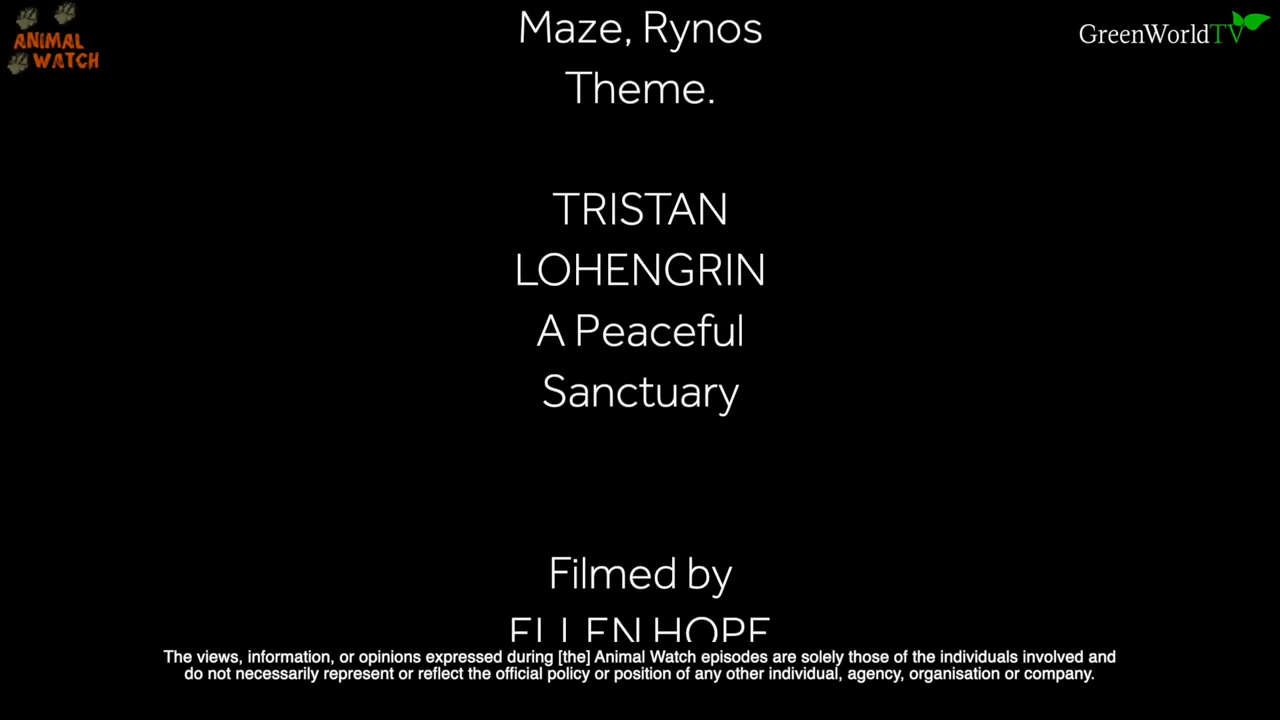 ANIMAL
WATCH
GreenWorldTV
Maze, Rynos
Theme.
TRISTAN
LOHENGRIN
A Peaceful
Sanctuary
Filmed by
ELLEN HOPE
The views, information, or opinions expressed during [the] Animal Watch episodes are solely those of the individuals involved and
do not necessarily represent or reflect the official policy or position of any other individual, agency, organisation or company.